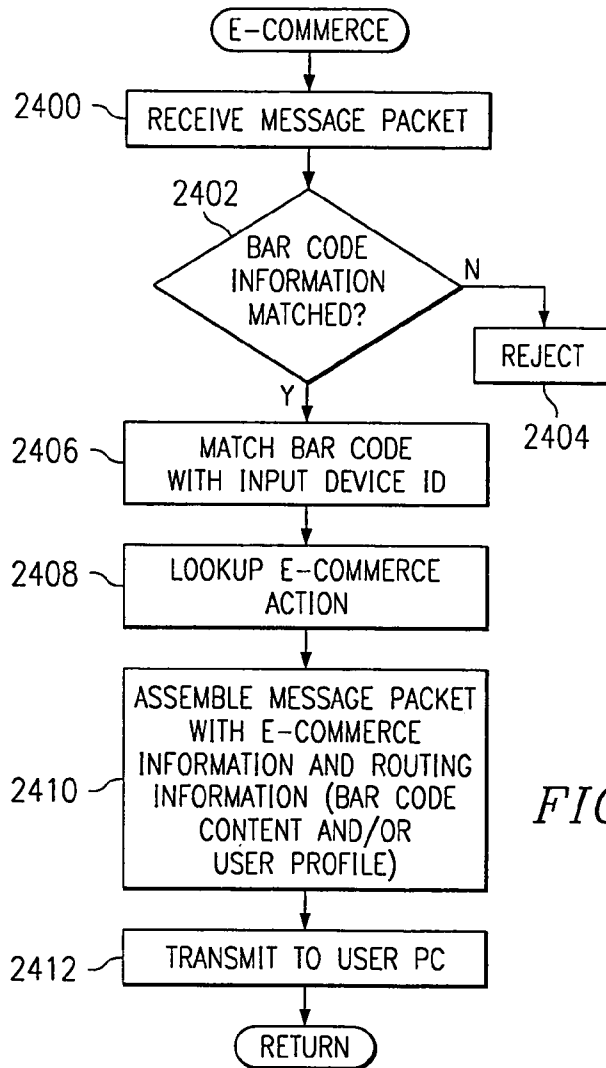 E-COMMERCE
2400
RECEIVE MESSAGE PACKET
2402
BAR CODE
INFORMATION
MATCHED?
N
REJECT
2404
Y
2406
MATCH BAR CODE
WITH INPUT DEVICE ID
2408
LOOKUP E-COMMERCE
ACTION
2410
ASSEMBLE MESSAGE PACKET
WITH E-COMMERCE
INFORMATION AND ROUTING
INFORMATION (BAR CODE
CONTENT AND/OR
USER PROFILE)
FIG
2412
TRANSMIT TO USER PC
RETURN